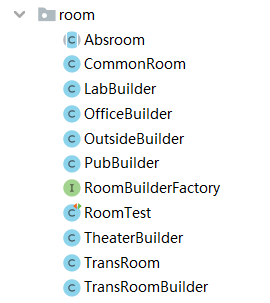 room
Absroom
CommonRoom
LabBuilder
OfficeBuilder
OutsideBuilder
PubBuilder
RoomBuilderFactory
RoomTest
TheaterBuilder
TransRoom
TransRoomBuilder